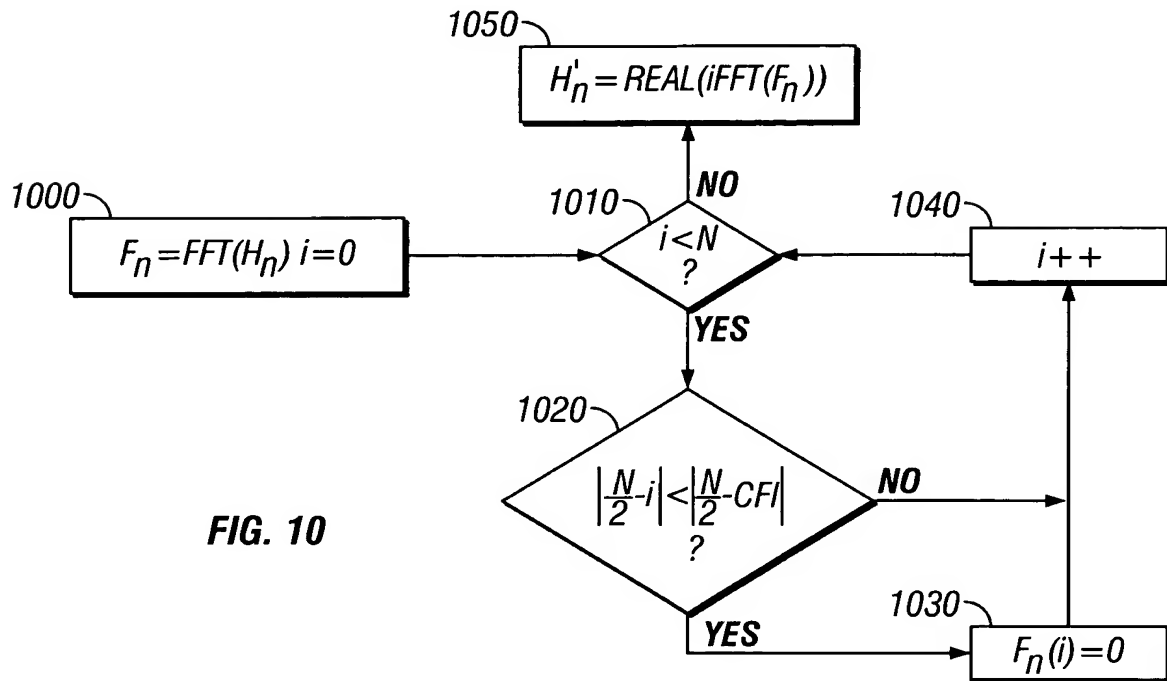 1050
H'n=REAL(iFFT(Fn))
1000
Fn=FFT(Hn) i=0
1010
NO
i<N
?
YES
1040
i++
1020
|N/2-i|<|N/2-CFI|
?
NO
YES
1030
Fn(i)=0
FIG. 10